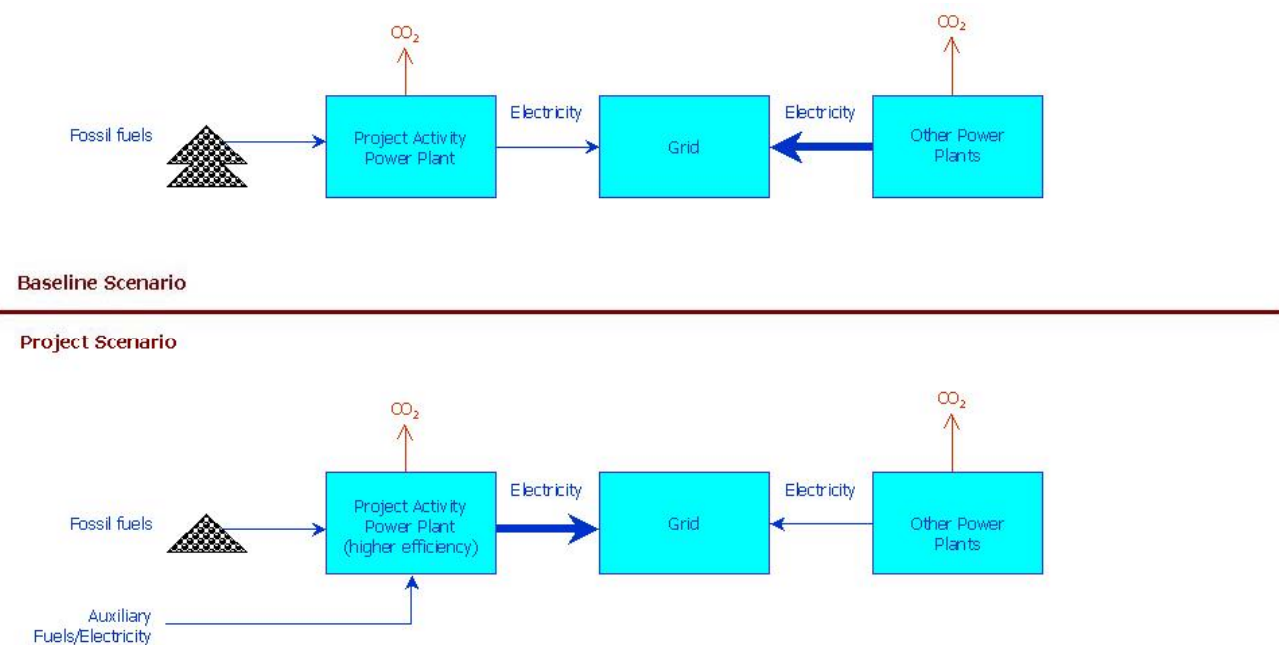 CO₂
CO₂
Fossil fuels
Project Activity
Power Plant
Electricity
Grid
Electricity
Other Power
Plants
Baseline Scenario
Project Scenario
CO₂
CO₂
Fossil fuels
Project Activity
Power Plant
(higher efficiency)
Electricity
Grid
Electricity
Other Power
Plants
Auxiliary
Fuels/Electricity